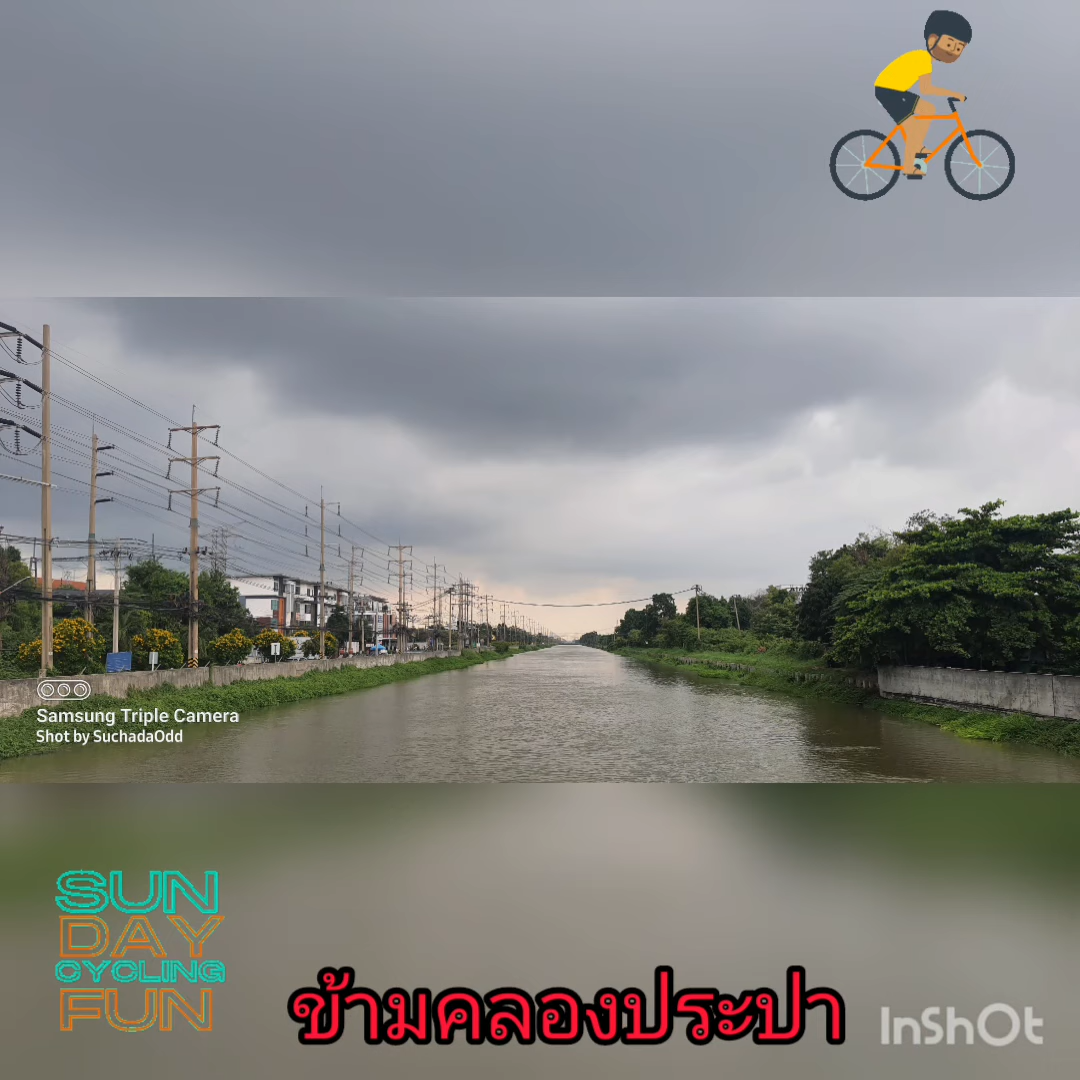 Samsung Triple Camera
Shot by SuchadaOdd
SUN
DAY
CYCLING
FUN
ข้ามคลองประปา
InShOt